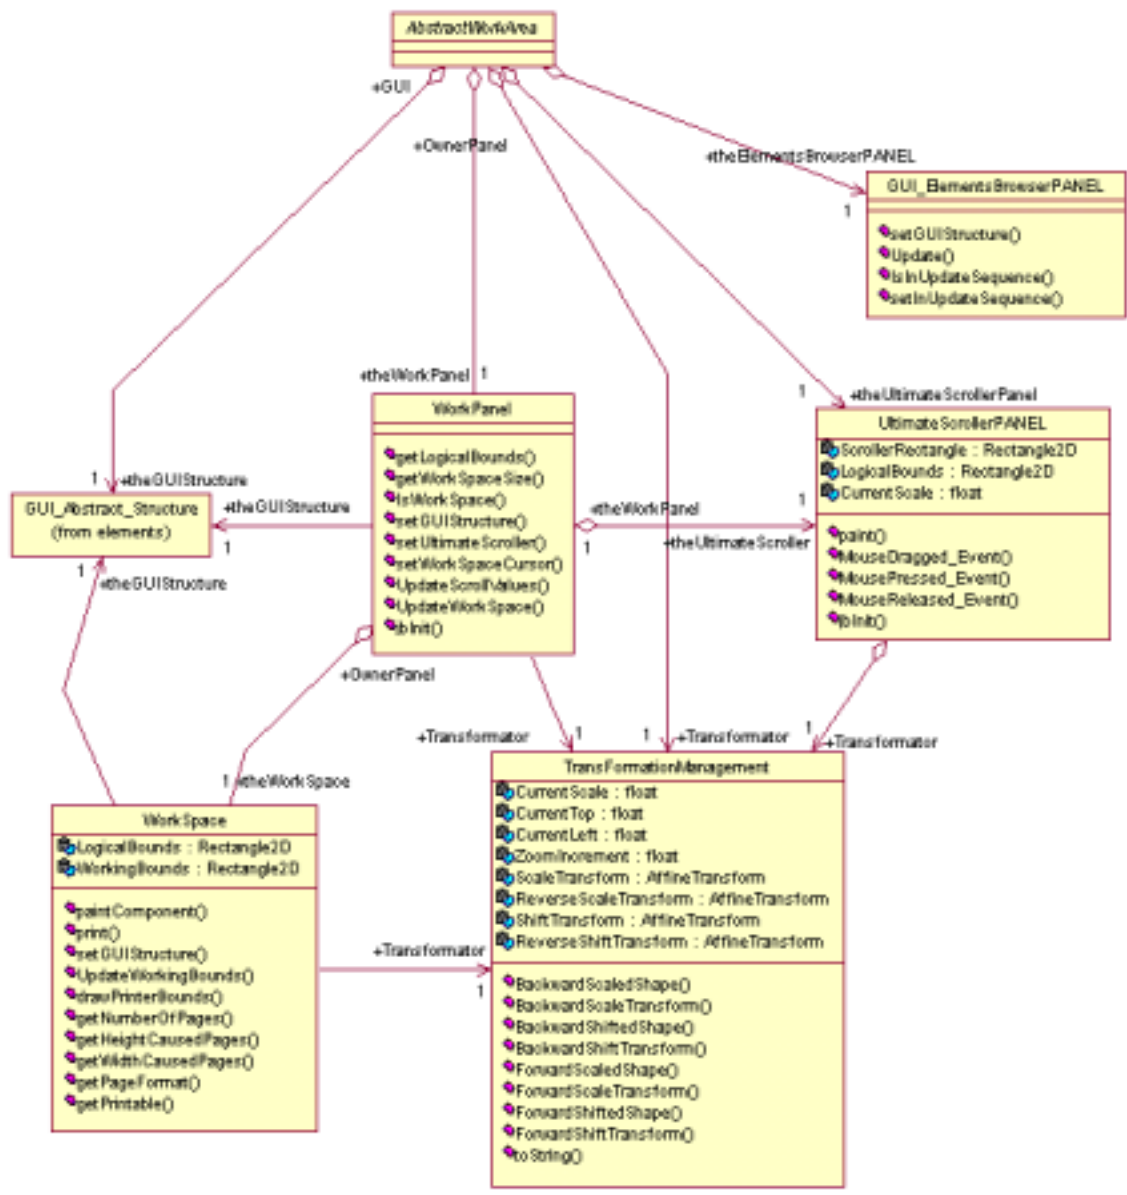 AbstractWorkArea
+GUI
+OwnerPanel
+theElementsBrowserPANEL
1
GUI_ElementsBrowserPANEL
setGUIStructure()
Update()
IsInUpdateSequence()
setInUpdateSequence()
+theWorkPanel
1
WorkPanel
getLogicalBounds()
getWorkSpaceSize()
IsWorkSpace()
setGUIStructure()
setUltimateScroller()
setWorkSpaceCursor()
UpdateScrollValues()
UpdateWorkSpace()
jbInit()
1
+theUltimateScrollerPanel
UltimateScrollerPANEL
ScrollerRectangle : Rectangle2D
LogicalBounds : Rectangle2D
CurrentScale : float
paint()
MouseDragged_Event()
MousePressed_Event()
MouseReleased_Event()
jbInit()
1
+theGUIStructure
GUI_Abstract_Structure
(from elements)
+theGUIStructure
1
1
+theGUIStructure
+theWorkPanel
1
1
+theUltimateScroller
+OwnerPanel
1
+theWorkSpace
+Transformator
1
1
+Transformator
1
+Transformator
WorkSpace
LogicalBounds : Rectangle2D
WorkingBounds : Rectangle2D
paintComponent()
print()
setGUIStructure()
UpdateWorkingBounds()
drawPrinterBounds()
getNumberOfPages()
getHeightCausedPages()
getWidthCausedPages()
getPageFormat()
getPrintable()
+Transformator
1
TransFormationManagement
CurrentScale : float
CurrentTop : float
CurrentLeft : float
ZoomIncrement : float
ScaleTransform : AffineTransform
ReverseScaleTransform : AffineTransform
ShiftTransform : AffineTransform
ReverseShiftTransform : AffineTransform
BackwardScaledShape()
BackwardScaleTransform()
BackwardShiftedShape()
BackwardShiftTransform()
ForwardScaledShape()
ForwardScaleTransform()
ForwardShiftedShape()
ForwardShiftTransform()
toString()